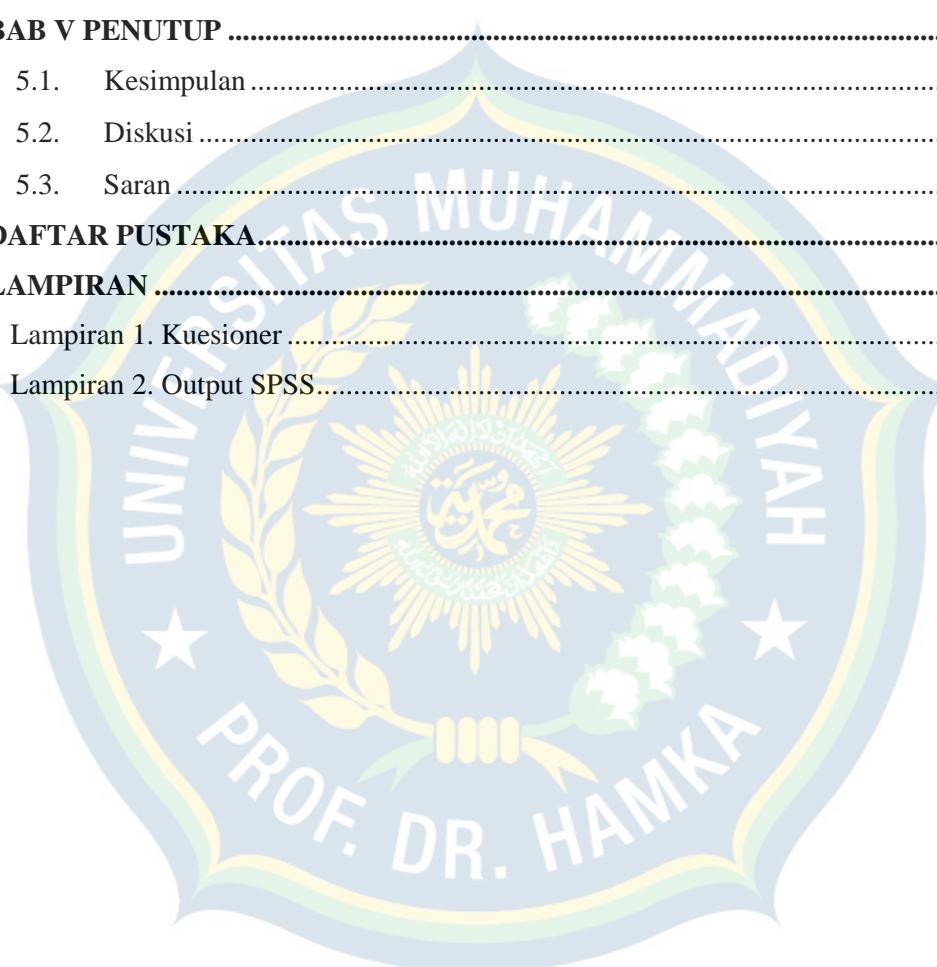 BAB V PENUTUP ....................................................................................................
5.1. Kesimpulan ....................................................................................................
5.2. Diskusi ....................................................................................................
5.3. Saran ....................................................................................................
DAFTAR PUSTAKA....................................................................................................
LAMPIRAN ....................................................................................................
Lampiran 1. Kuesioner ....................................................................................................
Lampiran 2. Output SPSS....................................................................................................
UNIVERSITAS MUHAMMADIYAH
محمدية
PROF. DR. HAMKA